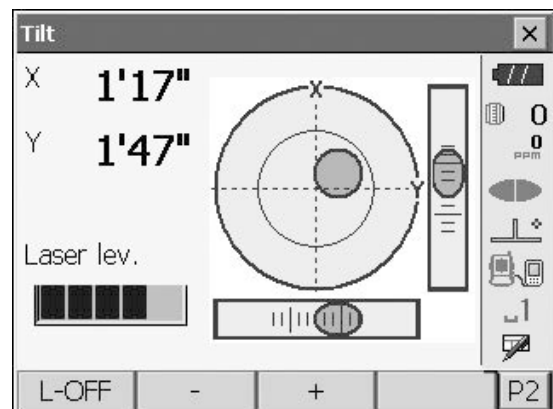 Tilt
X 1'17"
Y 1'47"
X
Y
Laser lev.
0
0
PPM
1
L-OFF - + P2